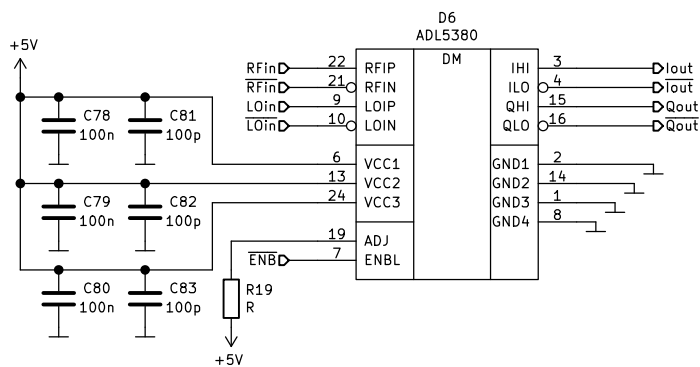 D6
ADL5380
+5V
DM
RFin 22 RFIP IHI 3 Iout
RFin 21 RFIN ILO 4 Iout
LOin 9 LOIP QHI 15 Qout
LOin 10 LOIN QLO 16 Qout
C78
100n
C81
100p
6 VCC1 GND1 2
13 VCC2 GND2 14
24 VCC3 GND3 1
GND4 8
C79
100n
C82
100p
19 ADJ
ENB 7 ENBL
C80
100n
C83
100p
R19
R
+5V